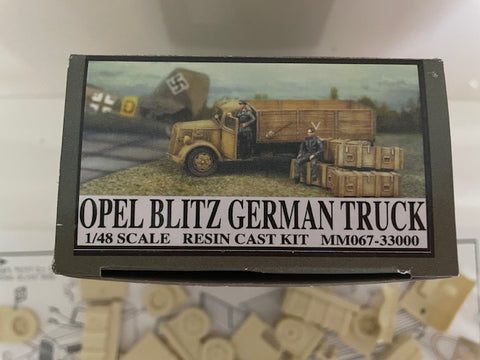 OPEL BLITZ GERMAN TRUCK
1/48 SCALE RESIN CAST KIT MM067-33000